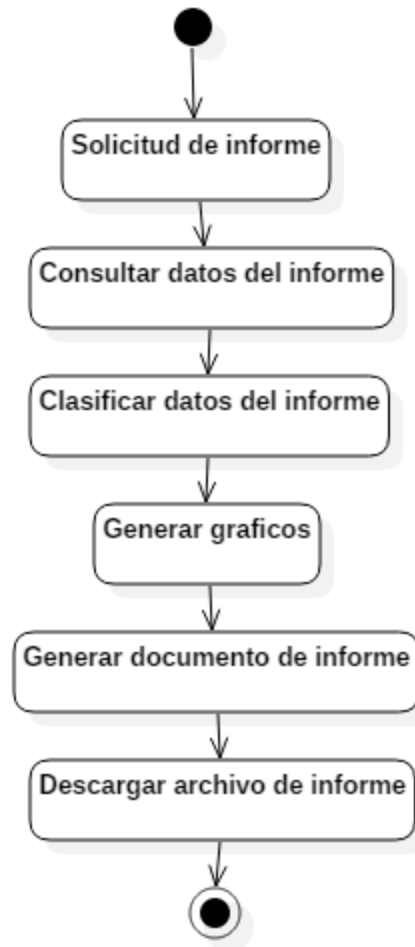 Solicitud de informe
Consultar datos del informe
Clasificar datos del informe
Generar graficos
Generar documento de informe
Descargar archivo de informe